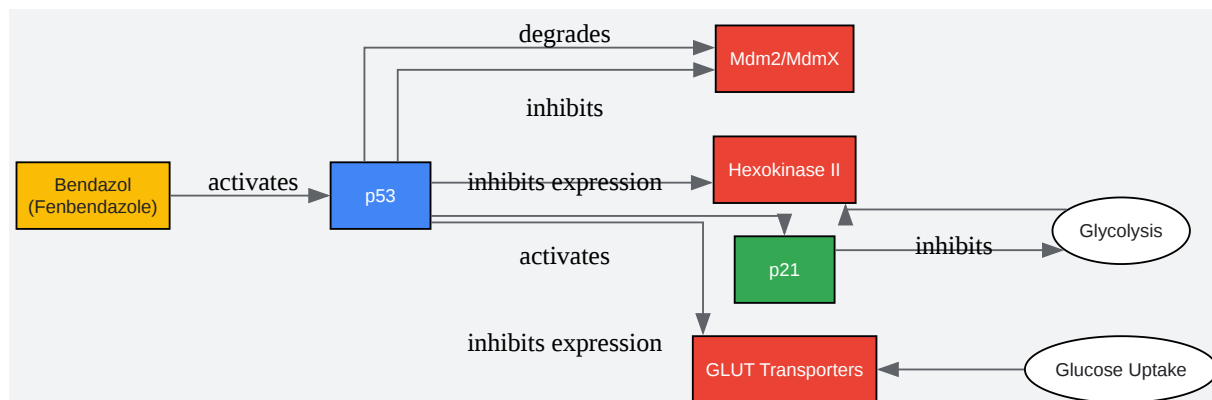 degrades
Mdm2/MdmX
inhibits
Bendazol
(Fenbendazole)
activates
p53
inhibits expression
Hexokinase II
activates
p21
inhibits
Glycolysis
inhibits expression
GLUT Transporters
Glucose Uptake